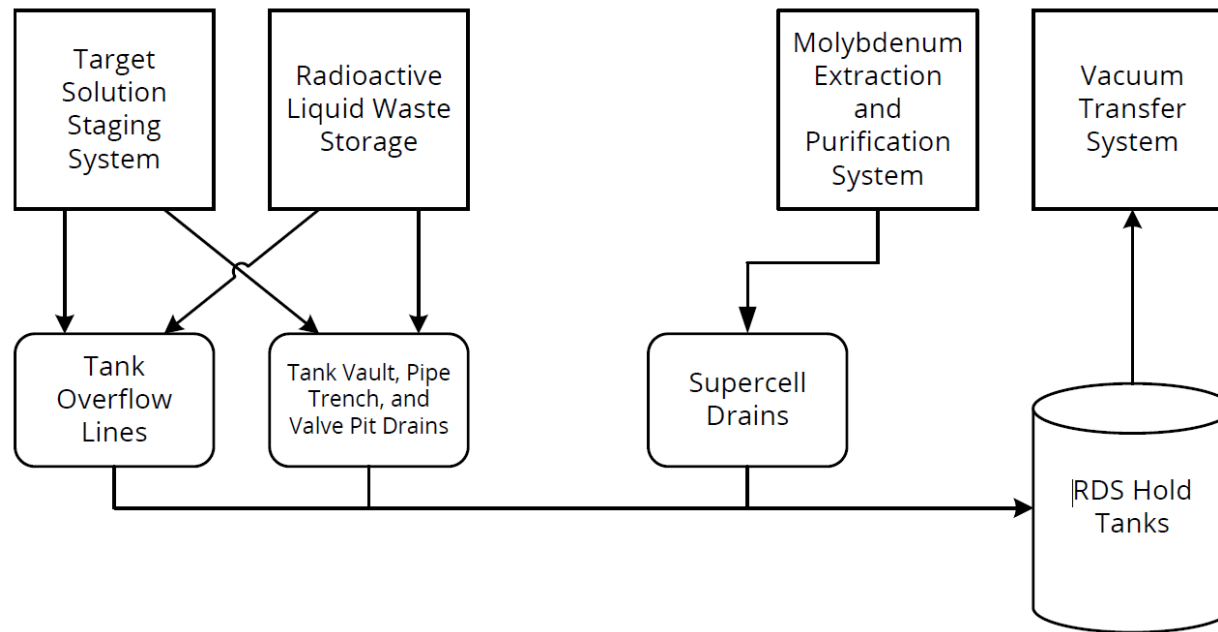 Target
Solution
Staging
System
Radioactive
Liquid Waste
Storage
Molybdenum
Extraction
and
Purification
System
Vacuum
Transfer
System
Tank
Overflow
Lines
Tank Vault, Pipe
Trench, and
Valve Pit Drains
Supercell
Drains
RDS Hold
Tanks